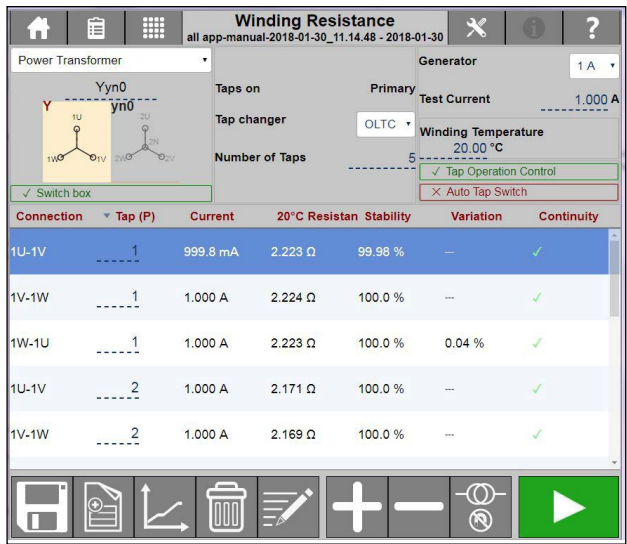 Winding Resistance
all app-manual-2018-01-30_11.14.48 - 2018-01-30
i ?
Power Transformer
Yyn0
Y yn0
1U 2U
2N
1W 1V 2W 2V
✓ Switch box
Taps on Primary
Tap changer OLTC
Number of Taps 5
Generator 1 A
Test Current 1.000 A
Winding Temperature
20.00 °C
✓ Tap Operation Control
✕ Auto Tap Switch
Connection Tap (P) Current 20°C Resistan Stability Variation Continuity
1U-1V 1 999.8 mA 2.223 Ω 99.98 % --- ✓
1V-1W 1 1.000 A 2.224 Ω 100.0 % --- ✓
1W-1U 1 1.000 A 2.223 Ω 100.0 % 0.04 % ✓
1U-1V 2 1.000 A 2.171 Ω 100.0 % --- ✓
1V-1W 2 1.000 A 2.169 Ω 100.0 % --- ✓